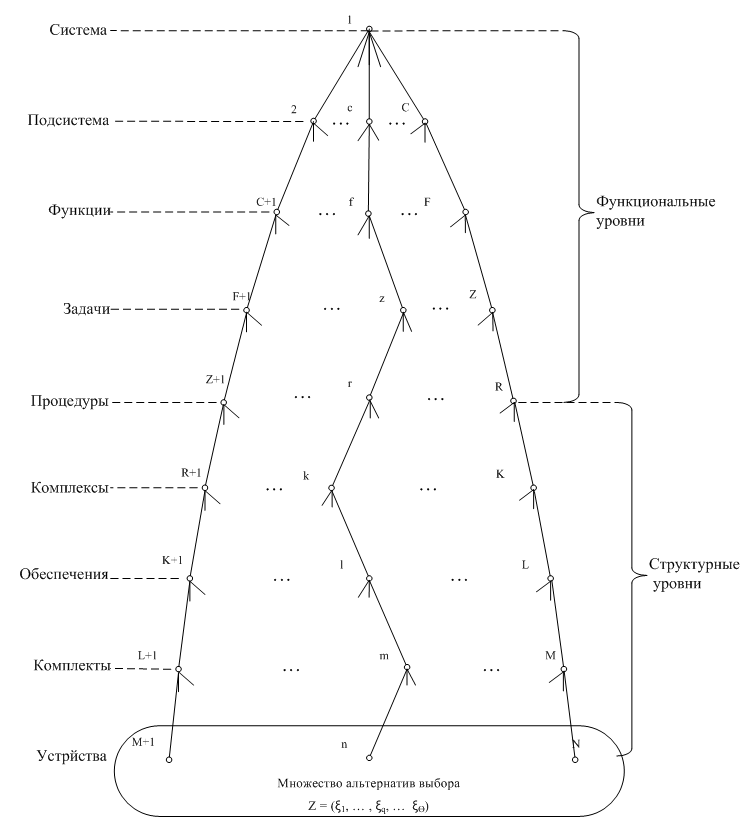 1
Система
2 c C
Подсистема ... ...
C+1 f F
Функции ... ...
Функциональные
уровни
F+1 z Z
Задачи ... ...
Z+1 r R
Процедуры ... ...
R+1 k K
Комплексы ... ...
K+1 l L
Обеспечения ... ...
Структурные
уровни
L+1 m M
Комплекты ... ...
M+1 n N
Устрйства
Множество альтернатив выбора
Z = (ξ1, … , ξq, … ξΘ)